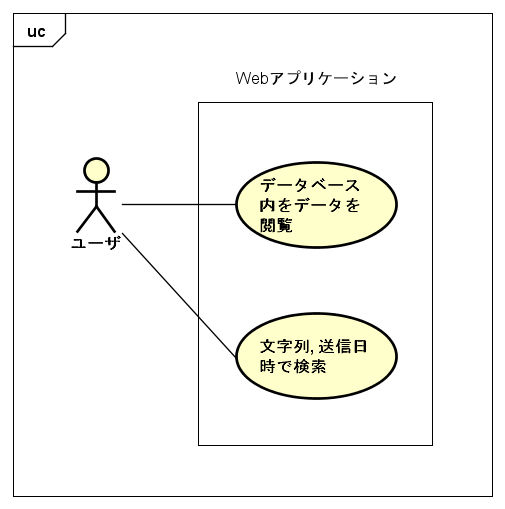 uc
Webアプリケーション
データベース
内をデータを
閲覧
ユーザ
文字列, 送信日
時で検索